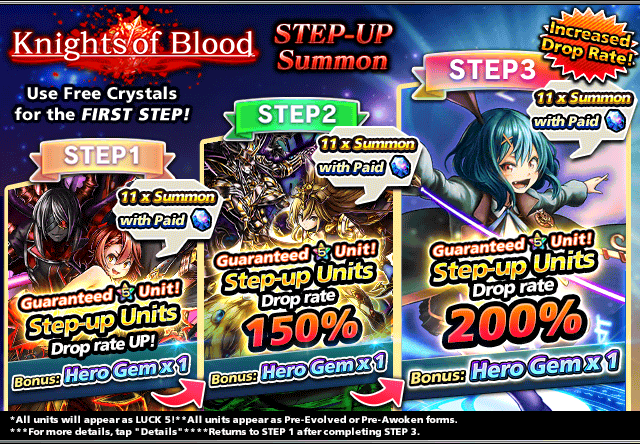 Knights of Blood
STEP-UP
Summon
Increased
Drop Rate!
Use Free Crystals
for the FIRST STEP!
STEP1
11 x Summon
with Paid
Guaranteed 5 Unit!
Step-up Units
Drop rate UP!
Bonus: Hero Gem x 1
STEP2
11 x Summon
with Paid
Guaranteed 5 Unit!
Step-up Units
Drop rate
150%
Bonus: Hero Gem x 1
STEP3
11 x Summon
with Paid
Guaranteed 5 Unit!
Step-up Units
Drop rate
200%
Bonus: Hero Gem x 1
*All units will appear as LUCK 5!**All units appear as Pre-Evolved or Pre-Awoken forms.
***For more details, tap "Details"****Returns to STEP 1 after completing STEP 3.